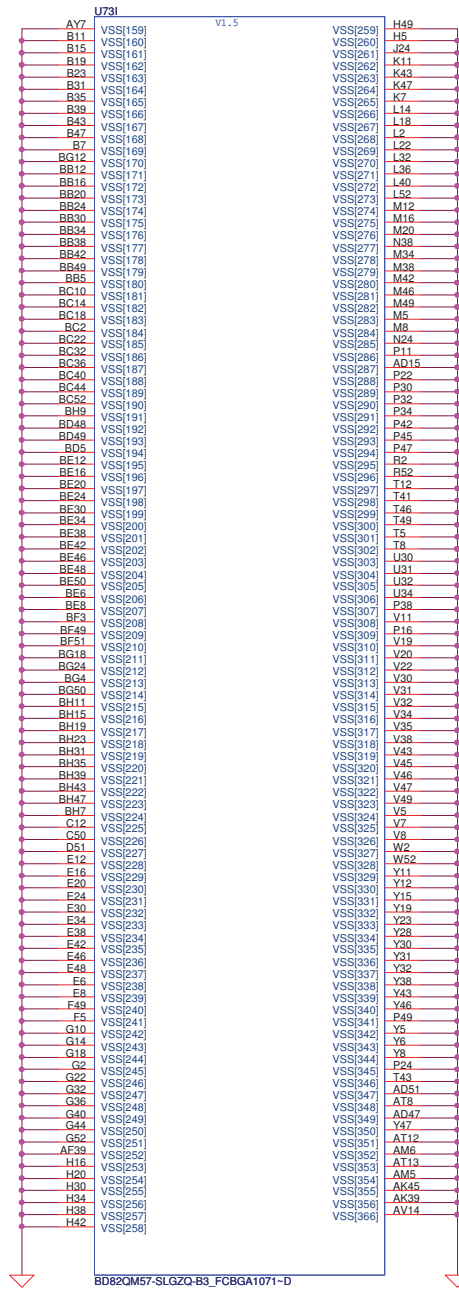 U73I
V1.5
AY7 VSS[159] VSS[259] H49
B11 VSS[160] VSS[260] H5
B15 VSS[161] VSS[261] J24
B19 VSS[162] VSS[262] K11
B23 VSS[163] VSS[263] K43
B31 VSS[164] VSS[264] K47
B35 VSS[165] VSS[265] K7
B39 VSS[166] VSS[266] L14
B43 VSS[167] VSS[267] L18
B47 VSS[168] VSS[268] L2
B7 VSS[169] VSS[269] L22
BG12 VSS[170] VSS[270] L32
BB12 VSS[171] VSS[271] L36
BB16 VSS[172] VSS[272] L40
BB20 VSS[173] VSS[273] L52
BB24 VSS[174] VSS[274] M12
BB30 VSS[175] VSS[275] M16
BB34 VSS[176] VSS[276] M20
BB38 VSS[177] VSS[277] N38
BB42 VSS[178] VSS[278] M34
BB49 VSS[179] VSS[279] M38
BB5 VSS[180] VSS[280] M42
BC10 VSS[181] VSS[281] M46
BC14 VSS[182] VSS[282] M49
BC18 VSS[183] VSS[283] M5
BC2 VSS[184] VSS[284] M8
BC22 VSS[185] VSS[285] N24
BC32 VSS[186] VSS[286] P11
BC36 VSS[187] VSS[287] AD15
BC40 VSS[188] VSS[288] P22
BC44 VSS[189] VSS[289] P30
BC52 VSS[190] VSS[290] P32
BH9 VSS[191] VSS[291] P34
BD48 VSS[192] VSS[292] P42
BD49 VSS[193] VSS[293] P45
BD5 VSS[194] VSS[294] P47
BE12 VSS[195] VSS[295] R2
BE16 VSS[196] VSS[296] R52
BE20 VSS[197] VSS[297] T12
BE24 VSS[198] VSS[298] T41
BE30 VSS[199] VSS[299] T46
BE34 VSS[200] VSS[300] T49
BE38 VSS[201] VSS[301] T5
BE42 VSS[202] VSS[302] T8
BE46 VSS[203] VSS[303] U30
BE48 VSS[204] VSS[304] U31
BE50 VSS[205] VSS[305] U32
BE6 VSS[206] VSS[306] U34
BE8 VSS[207] VSS[307] P38
BF3 VSS[208] VSS[308] V11
BF49 VSS[209] VSS[309] P16
BF51 VSS[210] VSS[310] V19
BG18 VSS[211] VSS[311] V20
BG24 VSS[212] VSS[312] V22
BG4 VSS[213] VSS[313] V30
BG50 VSS[214] VSS[314] V31
BH11 VSS[215] VSS[315] V32
BH15 VSS[216] VSS[316] V34
BH19 VSS[217] VSS[317] V35
BH23 VSS[218] VSS[318] V38
BH31 VSS[219] VSS[319] V43
BH35 VSS[220] VSS[320] V45
BH39 VSS[221] VSS[321] V46
BH43 VSS[222] VSS[322] V47
BH47 VSS[223] VSS[323] V49
BH7 VSS[224] VSS[324] V5
C12 VSS[225] VSS[325] V7
C50 VSS[226] VSS[326] V8
D51 VSS[227] VSS[327] W2
E12 VSS[228] VSS[328] W52
E16 VSS[229] VSS[329] Y11
E20 VSS[230] VSS[330] Y12
E24 VSS[231] VSS[331] Y15
E30 VSS[232] VSS[332] Y19
E34 VSS[233] VSS[333] Y23
E38 VSS[234] VSS[334] Y28
E42 VSS[235] VSS[335] Y30
E46 VSS[236] VSS[336] Y31
E48 VSS[237] VSS[337] Y32
E6 VSS[238] VSS[338] Y38
E8 VSS[239] VSS[339] Y43
F49 VSS[240] VSS[340] Y46
F5 VSS[241] VSS[341] P49
G10 VSS[242] VSS[342] Y5
G14 VSS[243] VSS[343] Y6
G18 VSS[244] VSS[344] Y8
G2 VSS[245] VSS[345] P24
G22 VSS[246] VSS[346] T43
G32 VSS[247] VSS[347] AD51
G36 VSS[248] VSS[348] AT8
G40 VSS[249] VSS[349] AD47
G44 VSS[250] VSS[350] Y47
G52 VSS[251] VSS[351] AT12
AF39 VSS[252] VSS[352] AM6
H16 VSS[253] VSS[353] AT13
H20 VSS[254] VSS[354] AM5
H30 VSS[255] VSS[355] AK45
H34 VSS[256] VSS[356] AK39
H38 VSS[257] VSS[366] AV14
H42 VSS[258]
BD82QM57-SLGZQ-B3_FCBGA1071~D